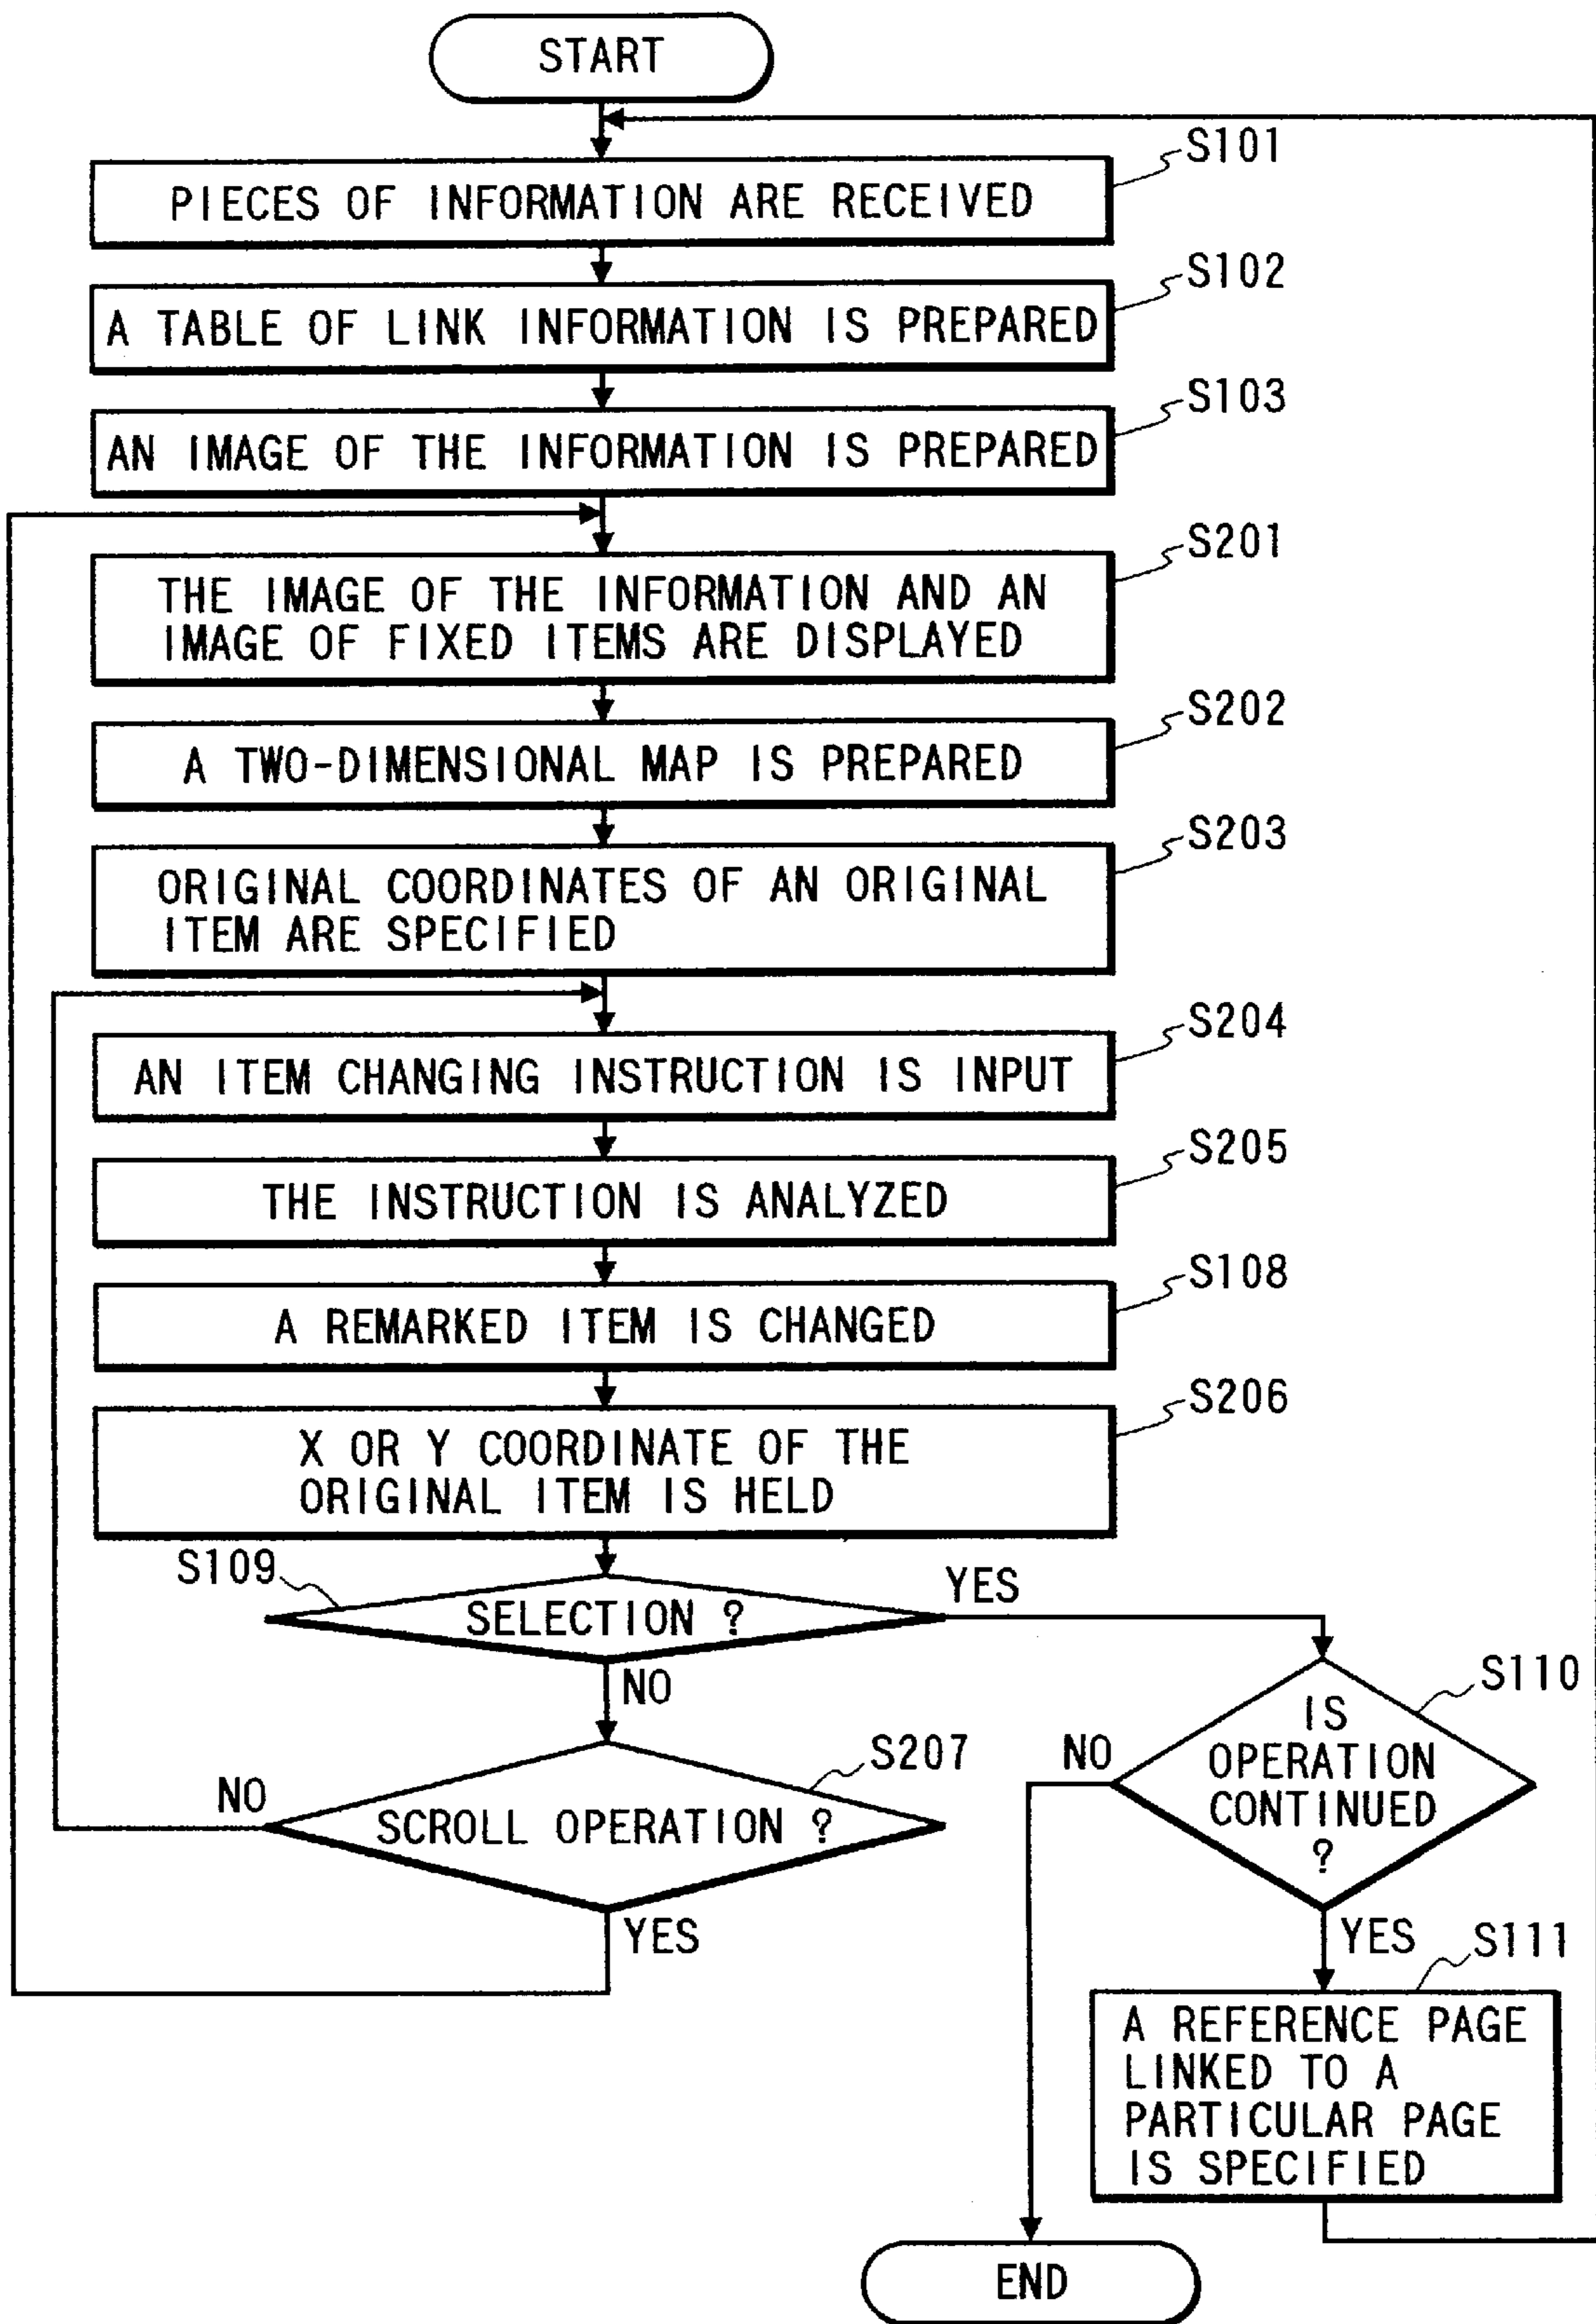 START
S101
PIECES OF INFORMATION ARE RECEIVED
S102
A TABLE OF LINK INFORMATION IS PREPARED
S103
AN IMAGE OF THE INFORMATION IS PREPARED
S201
THE IMAGE OF THE INFORMATION AND AN
IMAGE OF FIXED ITEMS ARE DISPLAYED
S202
A TWO-DIMENSIONAL MAP IS PREPARED
S203
ORIGINAL COORDINATES OF AN ORIGINAL
ITEM ARE SPECIFIED
S204
AN ITEM CHANGING INSTRUCTION IS INPUT
S205
THE INSTRUCTION IS ANALYZED
S108
A REMARKED ITEM IS CHANGED
S206
X OR Y COORDINATE OF THE
ORIGINAL ITEM IS HELD
S109
SELECTION ?
YES
NO
S207
SCROLL OPERATION ?
NO
YES
S110
IS
OPERATION
CONTINUED
?
NO
YES
S111
A REFERENCE PAGE
LINKED TO A
PARTICULAR PAGE
IS SPECIFIED
END